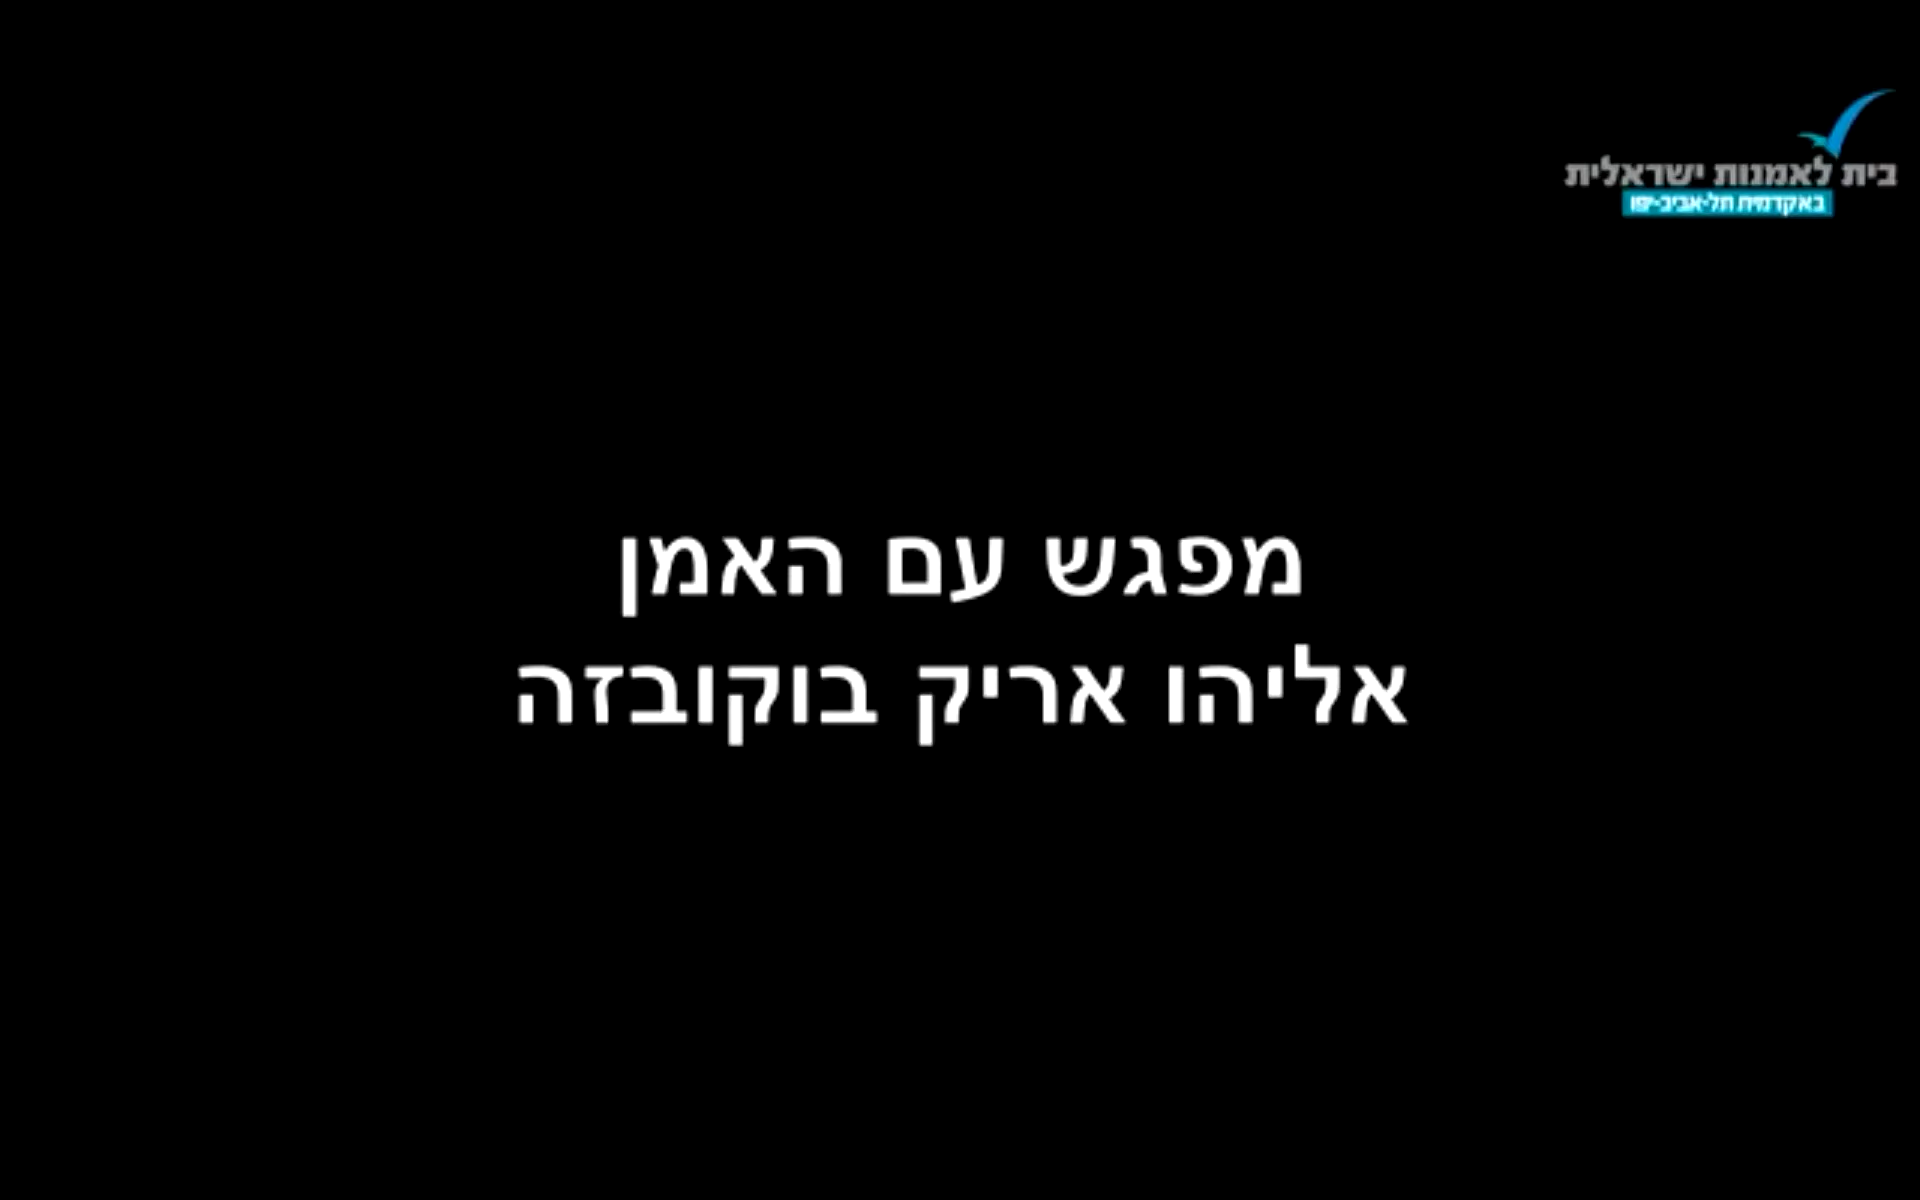 בית לאמנות ישראלית
באקדמית תל-אביב-יפו
מפגש עם האמן
אליהו אריק בוקובזה